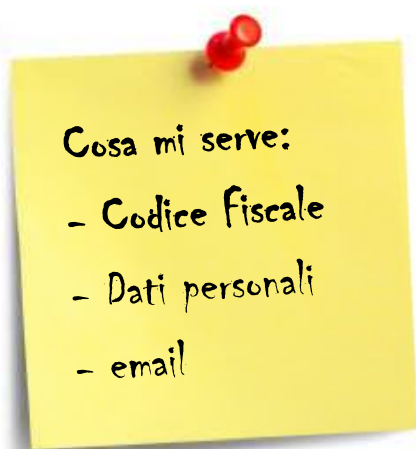 Cosa mi serve:
- Codice Fiscale
- Dati personali
- email